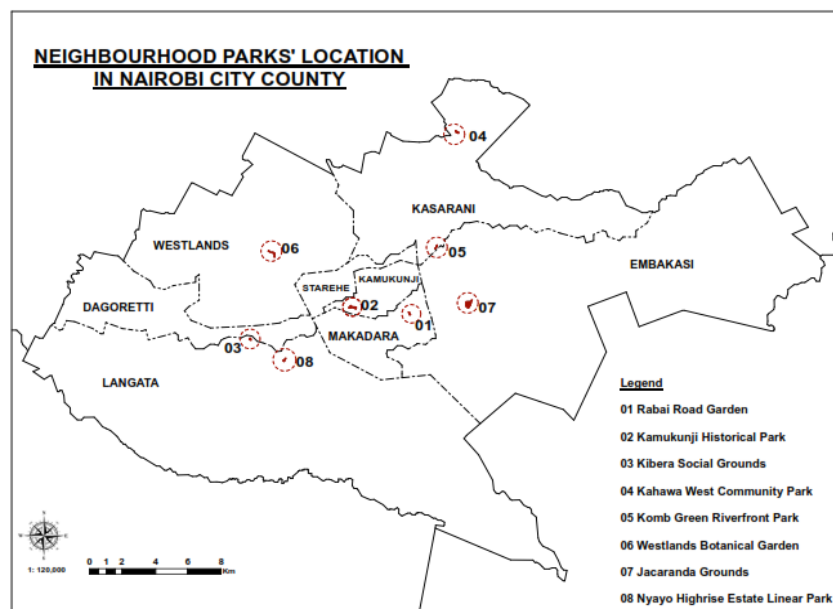 NEIGHBOURHOOD PARKS' LOCATION
IN NAIROBI CITY COUNTY
04
KASARANI
WESTLANDS
06
05
EMBAKASI
KAMUKUNJI
STAREHE
DAGORETTI
02
07
01
MAKADARA
03
08
LANGATA
Legend
01 Rabai Road Garden
02 Kamukunji Historical Park
03 Kibera Social Grounds
04 Kahawa West Community Park
05 Komb Green Riverfront Park
06 Westlands Botanical Garden
07 Jacaranda Grounds
08 Nyayo Highrise Estate Linear Park
1: 120,000
0 1 2 4 6 8
Km